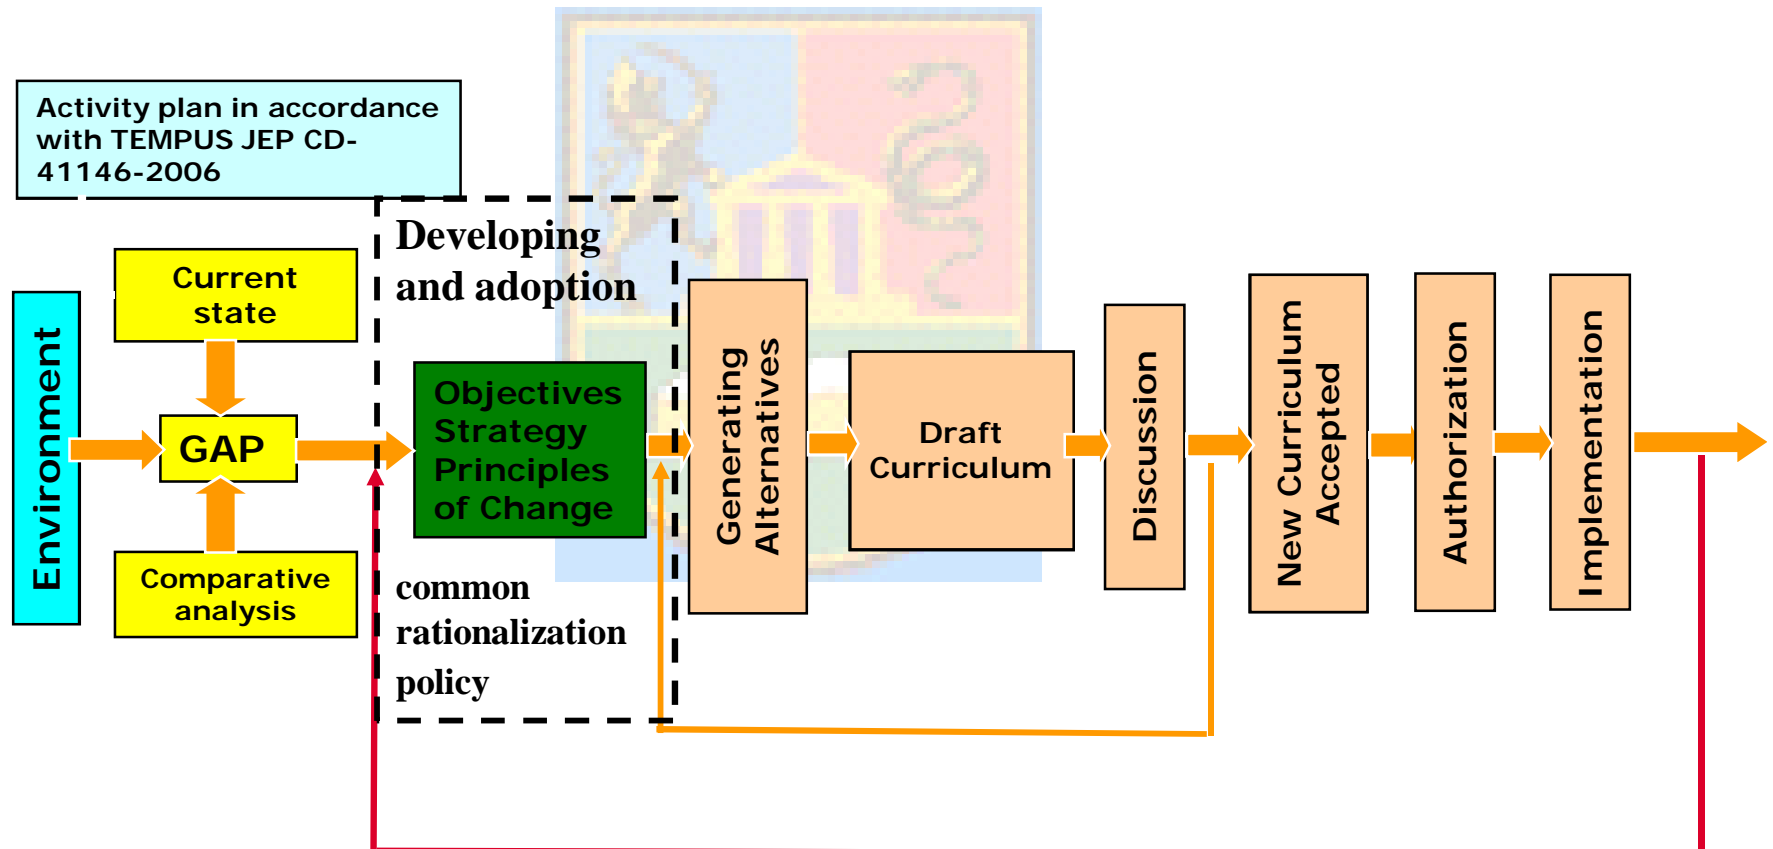 Activity plan in accordance
with TEMPUS JEP CD-
41146-2006
Environment
Current
state
GAP
Comparative
analysis
Developing
and adoption
Objectives
Strategy
Principles
of Change
common
rationalization
policy
Generating
Alternatives
Draft
Curriculum
Discussion
New Curriculum
Accepted
Authorization
Implementation